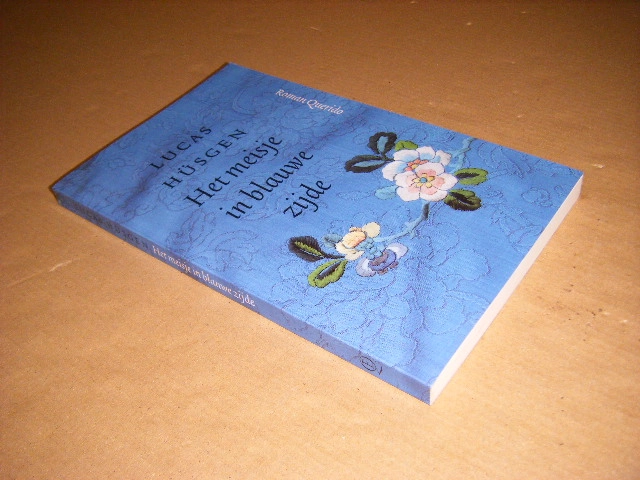 Roman Querido
LUCAS
HÜSGEN
Het meisje
in blauwe
zijde
Het meisje in blauwe zijde